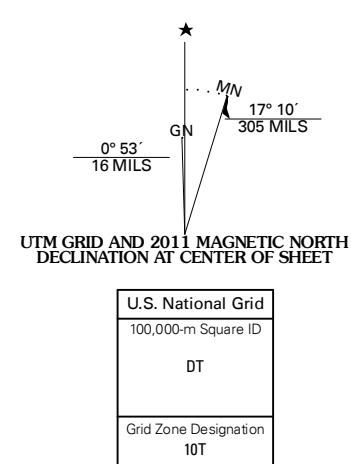 ★
MN
GN
17° 10´
305 MILS
0° 53´
16 MILS
UTM GRID AND 2011 MAGNETIC NORTH
DECLINATION AT CENTER OF SHEET
U.S. National Grid
100,000-m Square ID
DT
Grid Zone Designation
10T